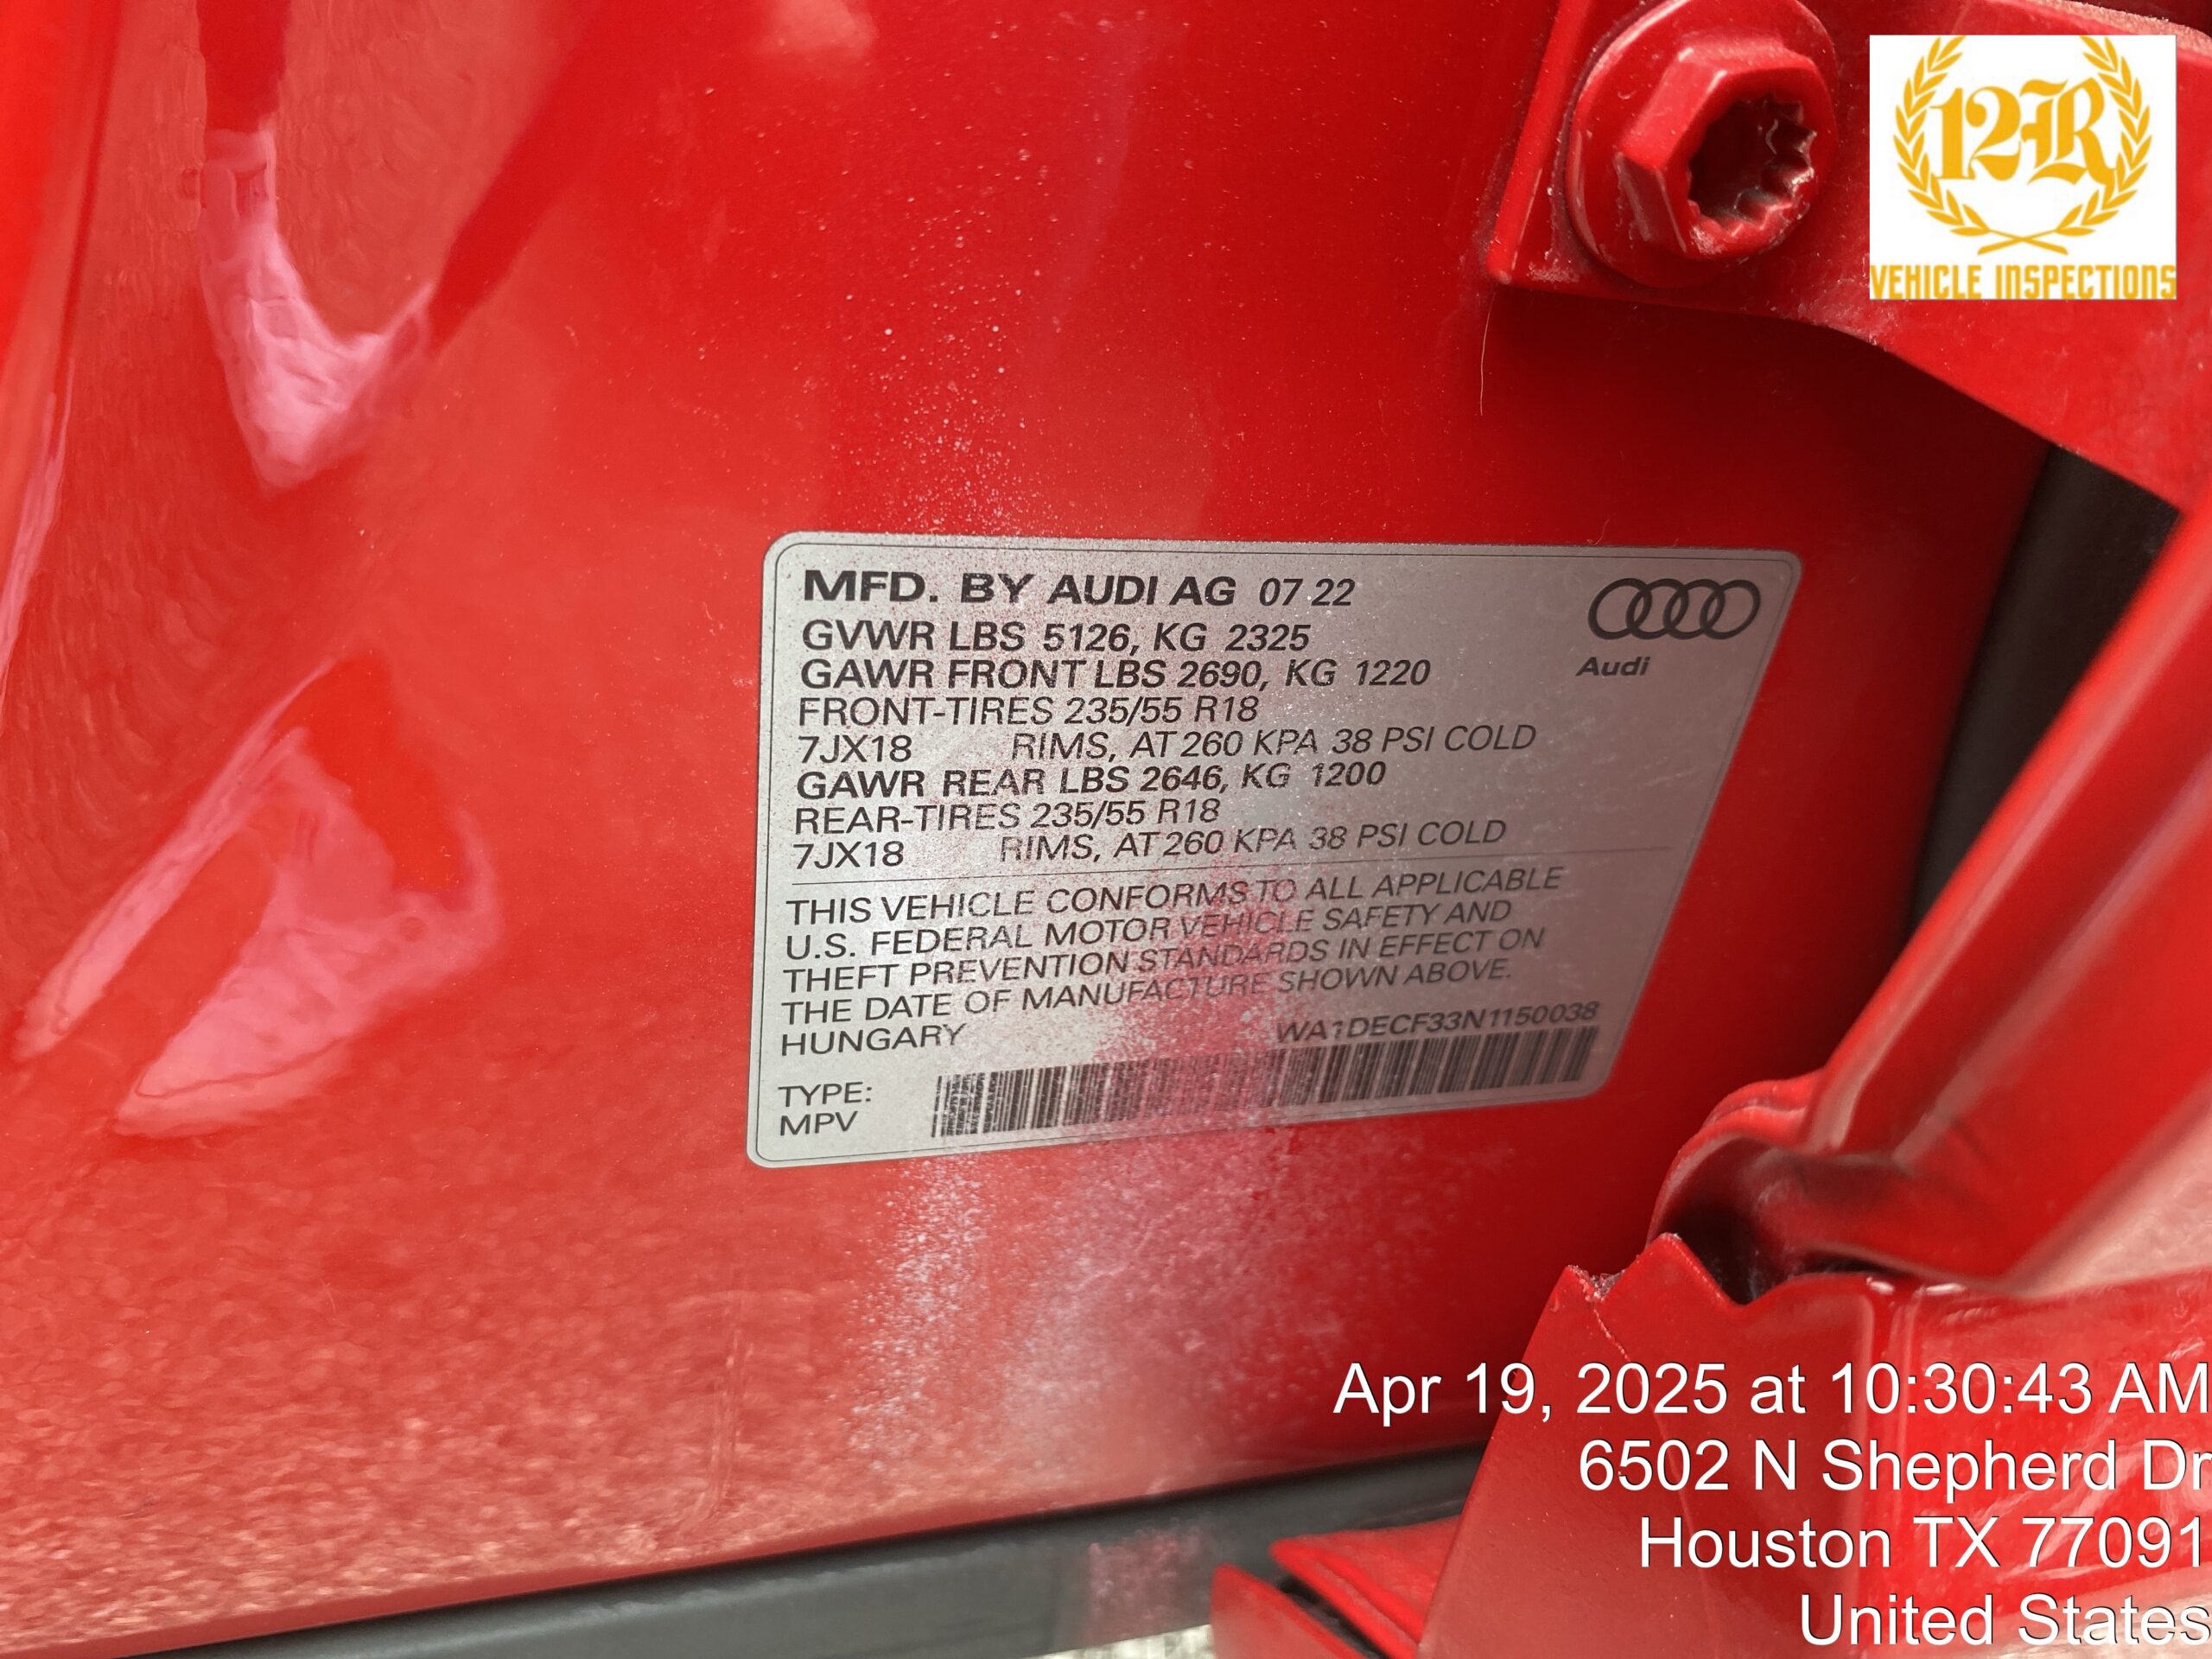 12R
VEHICLE INSPECTIONS
MFD. BY AUDI AG 07 22
GVWR LBS 5126, KG 2325
GAWR FRONT LBS 2690, KG 1220
FRONT-TIRES 235/55 R18
7JX18 RIMS, AT 260 KPA 38 PSI COLD
GAWR REAR LBS 2646, KG 1200
REAR-TIRES 235/55 R18
7JX18 RIMS, AT 260 KPA 38 PSI COLD
Audi
THIS VEHICLE CONFORMS TO ALL APPLICABLE
U.S. FEDERAL MOTOR VEHICLE SAFETY AND
THEFT PREVENTION STANDARDS IN EFFECT ON
THE DATE OF MANUFACTURE SHOWN ABOVE.
HUNGARY WA1DECF33N1150038
TYPE:
MPV
Apr 19, 2025 at 10:30:43 AM
6502 N Shepherd Dr
Houston TX 77091
United States